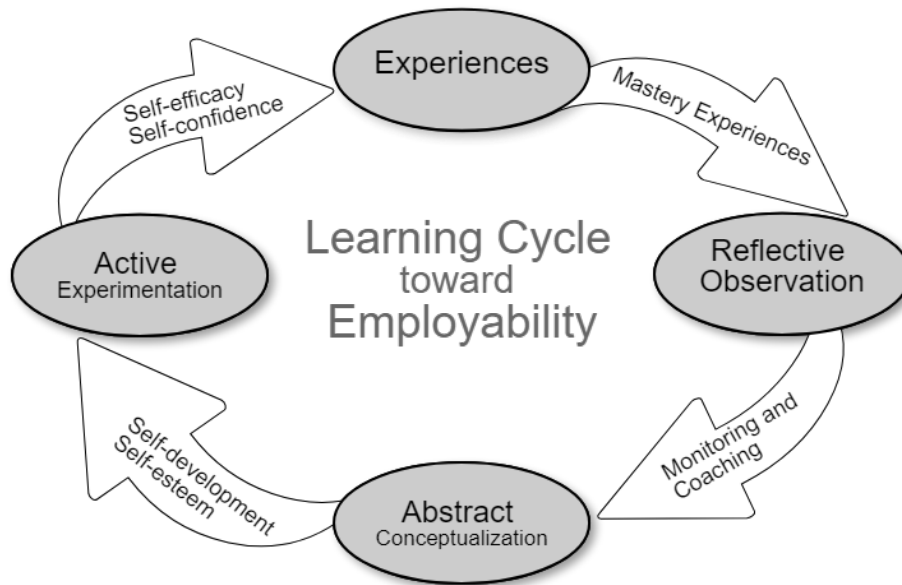 Experiences
Mastery Experiences
Reflective
Observation
Monitoring and
Coaching
Abstract
Conceptualization
Self-development
Self-esteem
Active
Experimentation
Self-efficacy
Self-confidence
Learning Cycle
toward
Employability